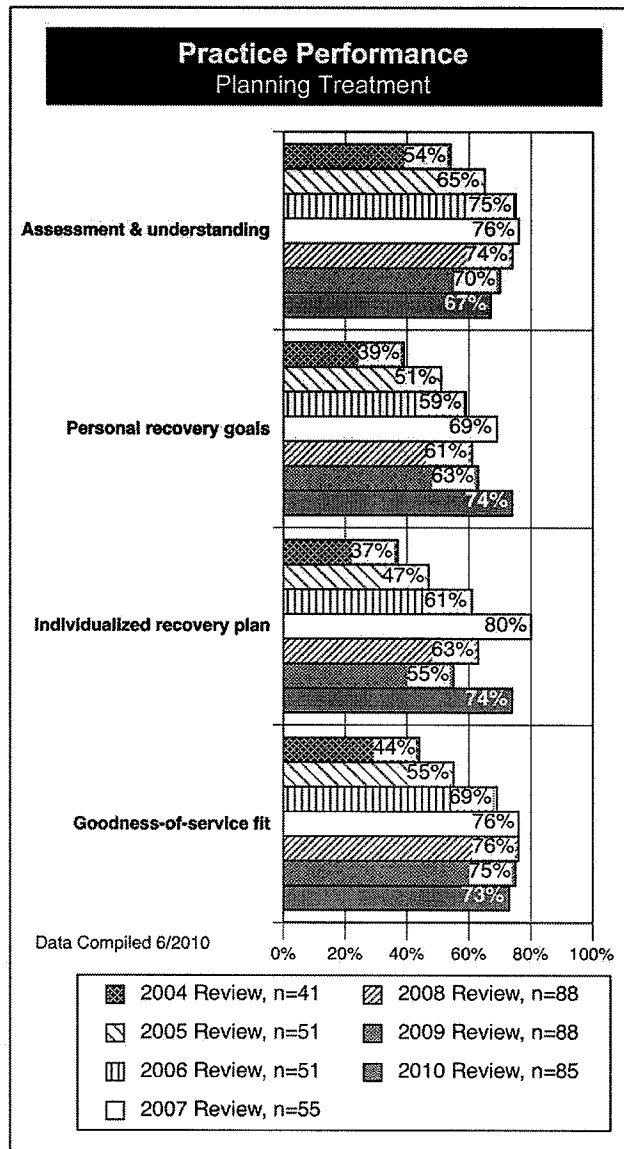 Practice Performance
Planning Treatment
Assessment & understanding
54%
65%
75%
76%
74%
70%
67%
Personal recovery goals
39%
51%
59%
69%
61%
63%
74%
Individualized recovery plan
37%
47%
61%
80%
63%
55%
74%
Goodness-of-service fit
44%
55%
69%
76%
76%
75%
73%
Data Compiled 6/2010
0% 20% 40% 60% 80% 100%
2004 Review, n=41 2008 Review, n=88
2005 Review, n=51 2009 Review, n=88
2006 Review, n=51 2010 Review, n=85
2007 Review, n=55